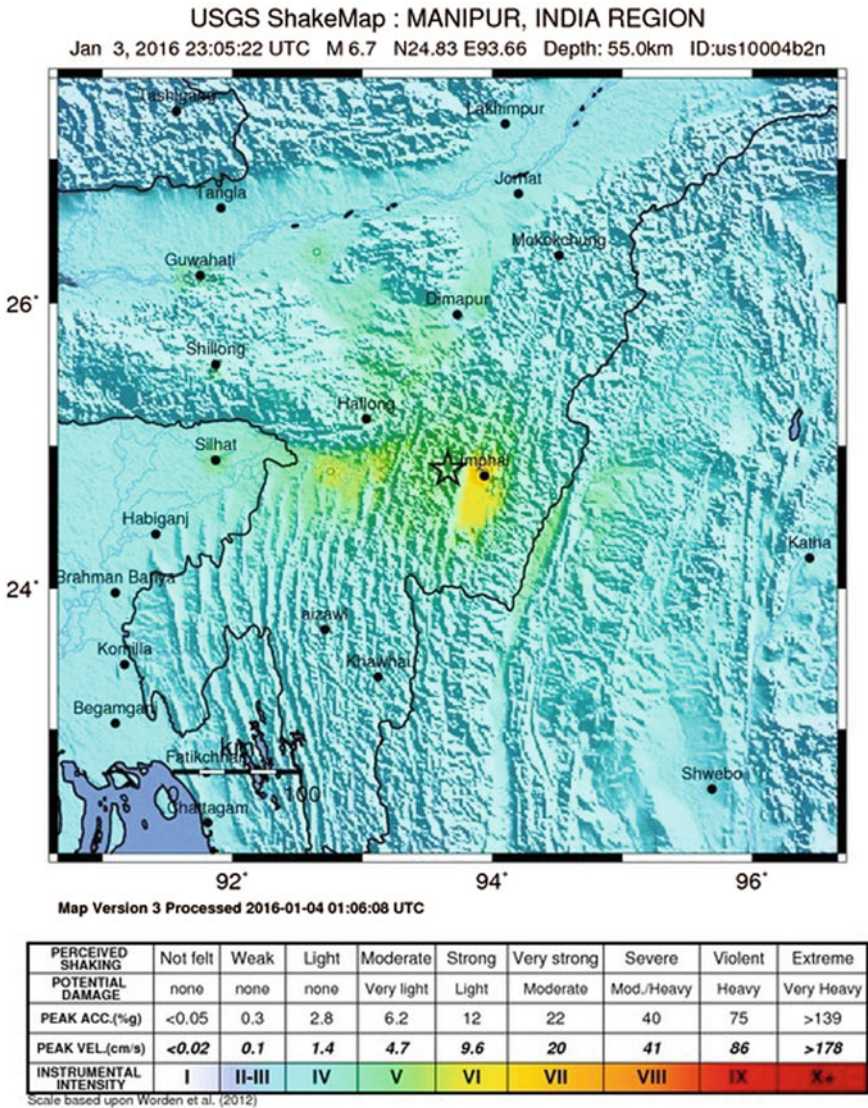 USGS ShakeMap : MANIPUR, INDIA REGION
Jan 3, 2016 23:05:22 UTC M 6.7 N24.83 E93.66 Depth: 55.0km ID:us10004b2n
Tashigang
Lakhimpur
Tangla
Jorhat
Mokokchung
Guwahati
26°
Dimapur
Shillong
Haflong
Silhat
Imphal
Habiganj
Katha
24°
Brahman Bariya
aizawl
Komilla
Khawhai
Begamganj
km
Fatikchhari
Shwebo
0 100
Chattagam
92° 94° 96°
Map Version 3 Processed 2016-01-04 01:06:08 UTC
PERCEIVED SHAKING Not felt Weak Light Moderate Strong Very strong Severe Violent Extreme
POTENTIAL DAMAGE none none none Very light Light Moderate Mod./Heavy Heavy Very Heavy
PEAK ACC.(%g) <0.05 0.3 2.8 6.2 12 22 40 75 >139
PEAK VEL.(cm/s) <0.02 0.1 1.4 4.7 9.6 20 41 86 >178
INSTRUMENTAL INTENSITY I II-III IV V VI VII VIII IX X+
Scale based upon Worden et al. (2012)